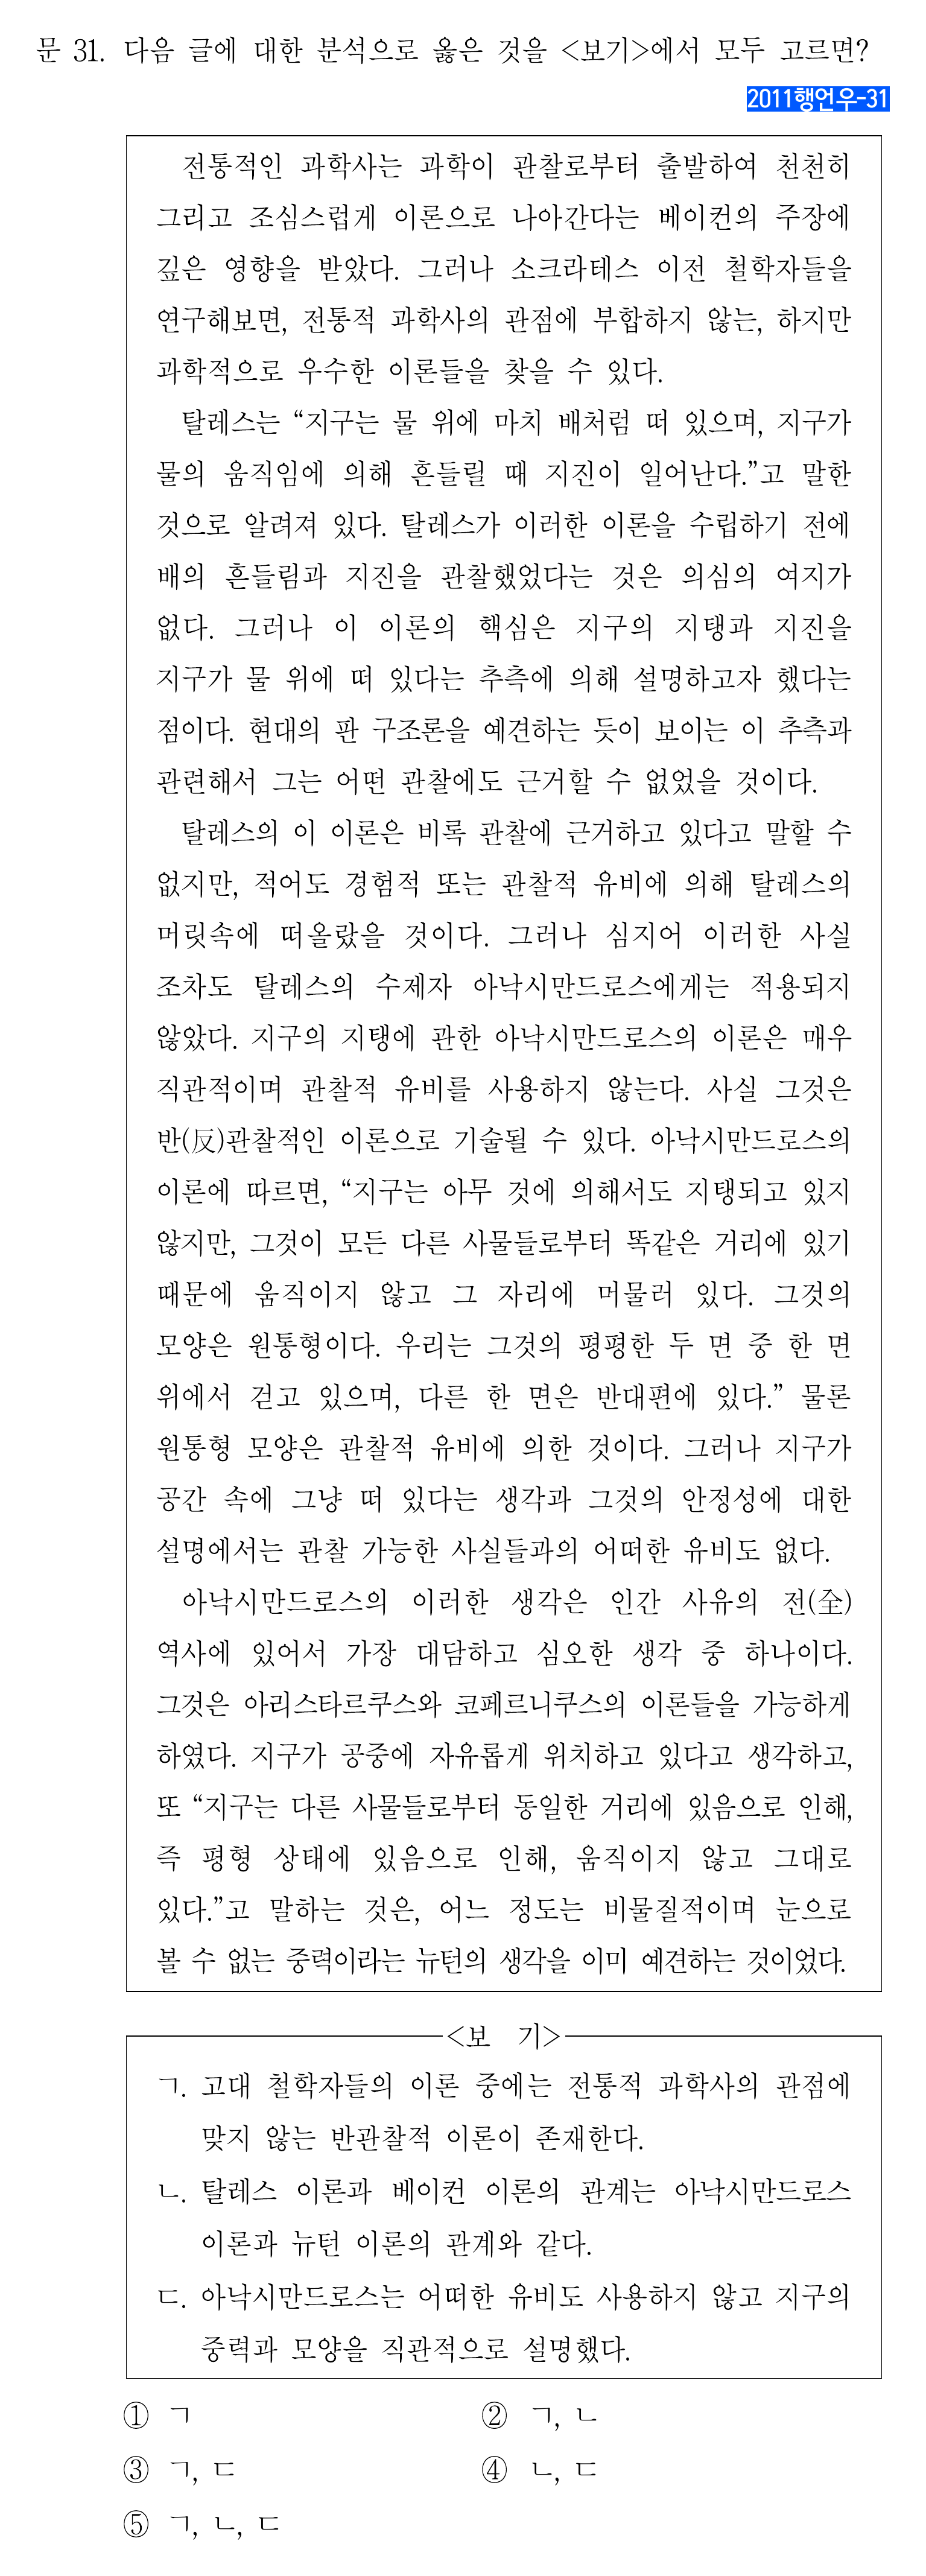 문 31. 다음 글에 대한 분석으로 옳은 것을 <보기>에서 모두 고르면?
2011행언우-31
전통적인 과학사는 과학이 관찰로부터 출발하여 천천히
그리고 조심스럽게 이론으로 나아간다는 베이컨의 주장에
깊은 영향을 받았다. 그러나 소크라테스 이전 철학자들을
연구해보면, 전통적 과학사의 관점에 부합하지 않는, 하지만
과학적으로 우수한 이론들을 찾을 수 있다.
탈레스는 “지구는 물 위에 마치 배처럼 떠 있으며, 지구가
물의 움직임에 의해 흔들릴 때 지진이 일어난다.”고 말한
것으로 알려져 있다. 탈레스가 이러한 이론을 수립하기 전에
배의 흔들림과 지진을 관찰했었다는 것은 의심의 여지가
없다. 그러나 이 이론의 핵심은 지구의 지탱과 지진을
지구가 물 위에 떠 있다는 추측에 의해 설명하고자 했다는
점이다. 현대의 판 구조론을 예견하는 듯이 보이는 이 추측과
관련해서 그는 어떤 관찰에도 근거할 수 없었을 것이다.
탈레스의 이 이론은 비록 관찰에 근거하고 있다고 말할 수
없지만, 적어도 경험적 또는 관찰적 유비에 의해 탈레스의
머릿속에 떠올랐을 것이다. 그러나 심지어 이러한 사실
조차도 탈레스의 수제자 아낙시만드로스에게는 적용되지
않았다. 지구의 지탱에 관한 아낙시만드로스의 이론은 매우
직관적이며 관찰적 유비를 사용하지 않는다. 사실 그것은
반(反)관찰적인 이론으로 기술될 수 있다. 아낙시만드로스의
이론에 따르면, “지구는 아무 것에 의해서도 지탱되고 있지
않지만, 그것이 모든 다른 사물들로부터 똑같은 거리에 있기
때문에 움직이지 않고 그 자리에 머물러 있다. 그것의
모양은 원통형이다. 우리는 그것의 평평한 두 면 중 한 면
위에서 걷고 있으며, 다른 한 면은 반대편에 있다.” 물론
원통형 모양은 관찰적 유비에 의한 것이다. 그러나 지구가
공간 속에 그냥 떠 있다는 생각과 그것의 안정성에 대한
설명에서는 관찰 가능한 사실들과의 어떠한 유비도 없다.
아낙시만드로스의 이러한 생각은 인간 사유의 전(全)
역사에 있어서 가장 대담하고 심오한 생각 중 하나이다.
그것은 아리스타르쿠스와 코페르니쿠스의 이론들을 가능하게
하였다. 지구가 공중에 자유롭게 위치하고 있다고 생각하고,
또 “지구는 다른 사물들로부터 동일한 거리에 있음으로 인해,
즉 평형 상태에 있음으로 인해, 움직이지 않고 그대로
있다.”고 말하는 것은, 어느 정도는 비물질적이며 눈으로
볼 수 없는 중력이라는 뉴턴의 생각을 이미 예견하는 것이었다.
<보 기>
ㄱ. 고대 철학자들의 이론 중에는 전통적 과학사의 관점에
맞지 않는 반관찰적 이론이 존재한다.
ㄴ. 탈레스 이론과 베이컨 이론의 관계는 아낙시만드로스
이론과 뉴턴 이론의 관계와 같다.
ㄷ. 아낙시만드로스는 어떠한 유비도 사용하지 않고 지구의
중력과 모양을 직관적으로 설명했다.
① ㄱ ② ㄱ, ㄴ
③ ㄱ, ㄷ ④ ㄴ, ㄷ
⑤ ㄱ, ㄴ, ㄷ